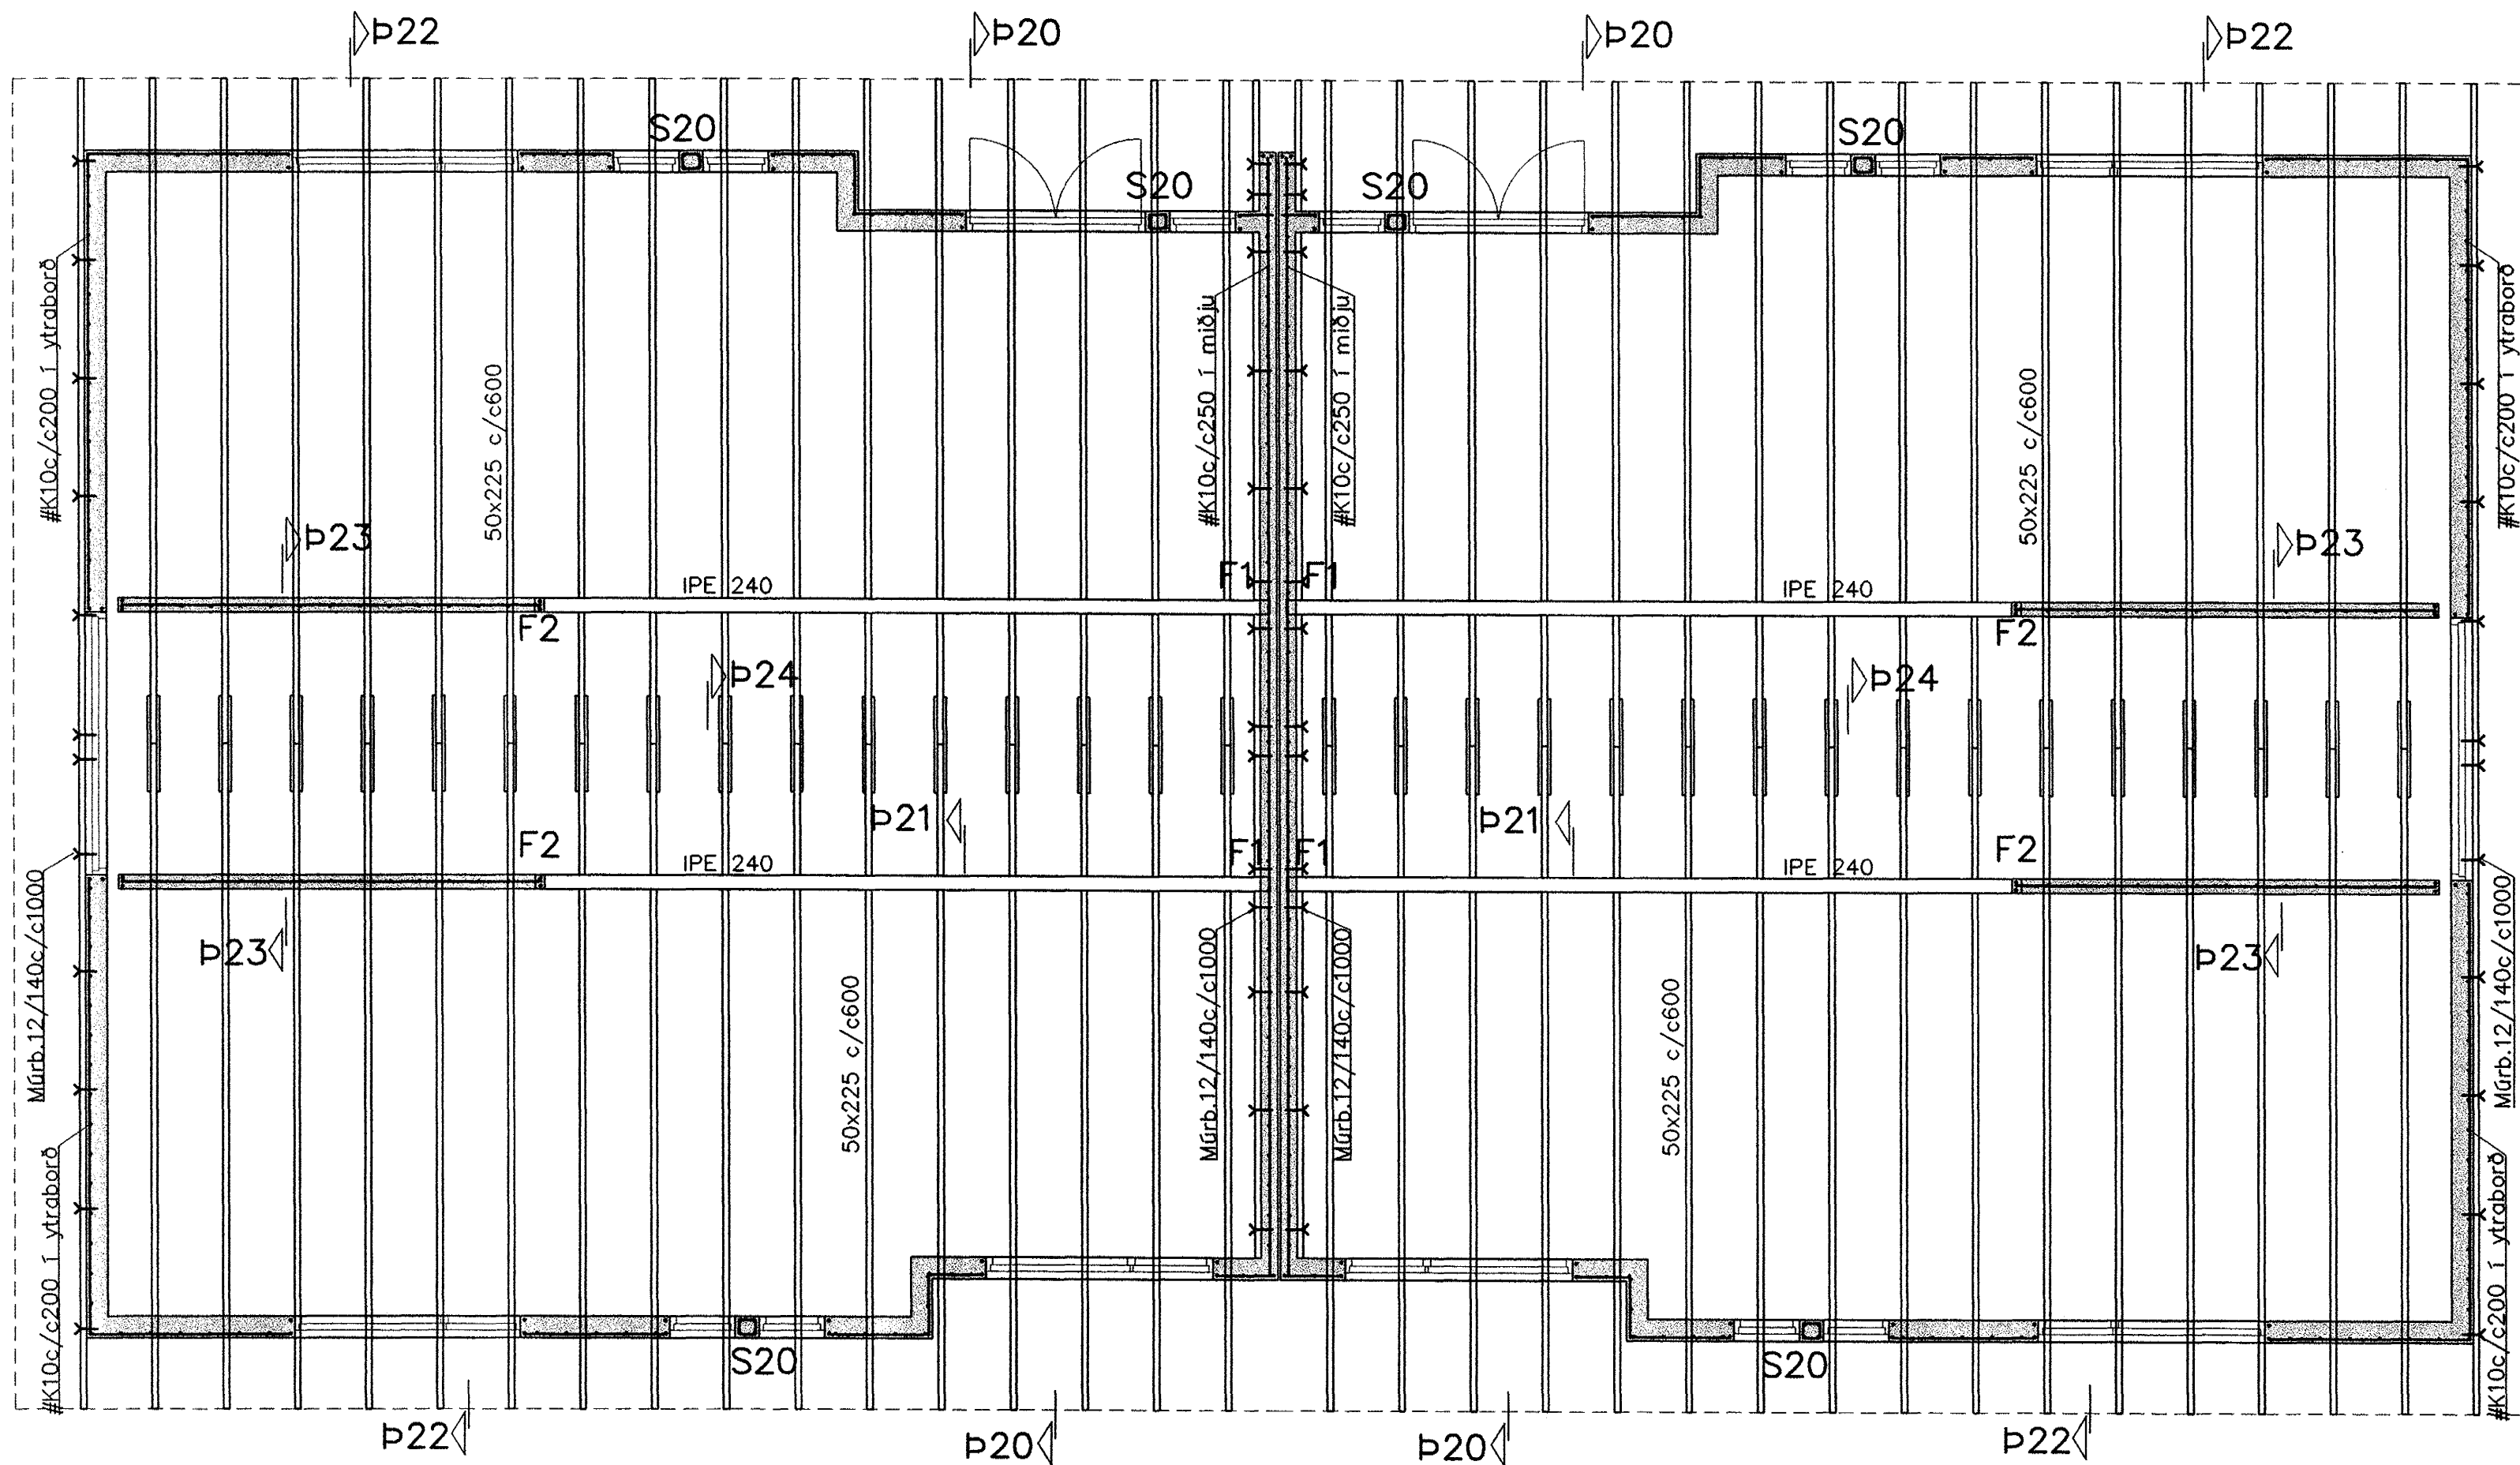 Þ22
Þ20
Þ20
Þ22
S20
S20
S20
S20
#K10c/c200 í ytraborð
50x225 c/c600
#K10c/c250 í miðju
#K10c/c250 í miðju
50x225 c/c600
#K10c/c200 í ytraborð
Þ23
Þ23
IPE 240
F1
F1
IPE 240
F2
F2
Þ24
Þ24
Þ21
Þ21
F2
IPE 240
F1
F1
IPE 240
F2
Þ23
Þ23
Múrb.12/140c/c1000
50x225 c/c600
Múrb.12/140c/c1000
Múrb.12/140c/c1000
50x225 c/c600
Múrb.12/140c/c1000
#K10c/c200 í ytraborð
#K10c/c200 í ytraborð
S20
S20
Þ22
Þ20
Þ20
Þ22